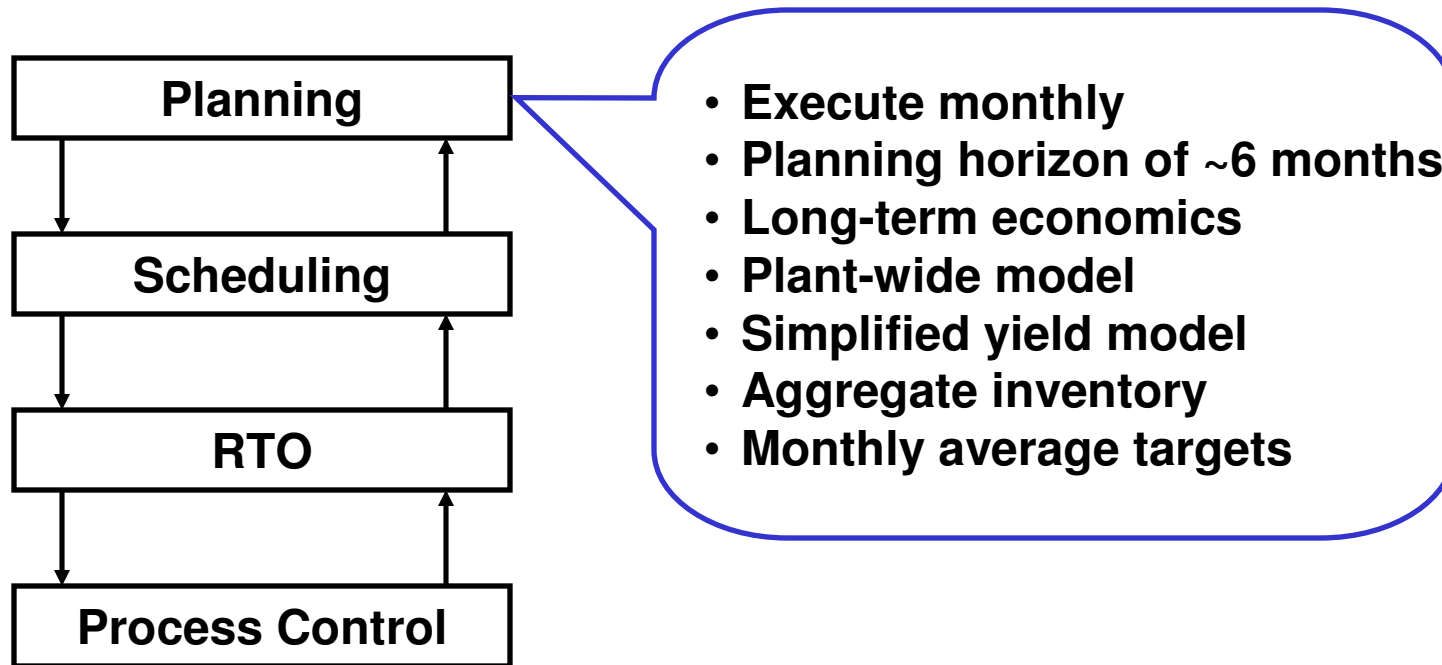 Planning
Scheduling
RTO
Process Control
• Execute monthly
• Planning horizon of ~6 months
• Long-term economics
• Plant-wide model
• Simplified yield model
• Aggregate inventory
• Monthly average targets